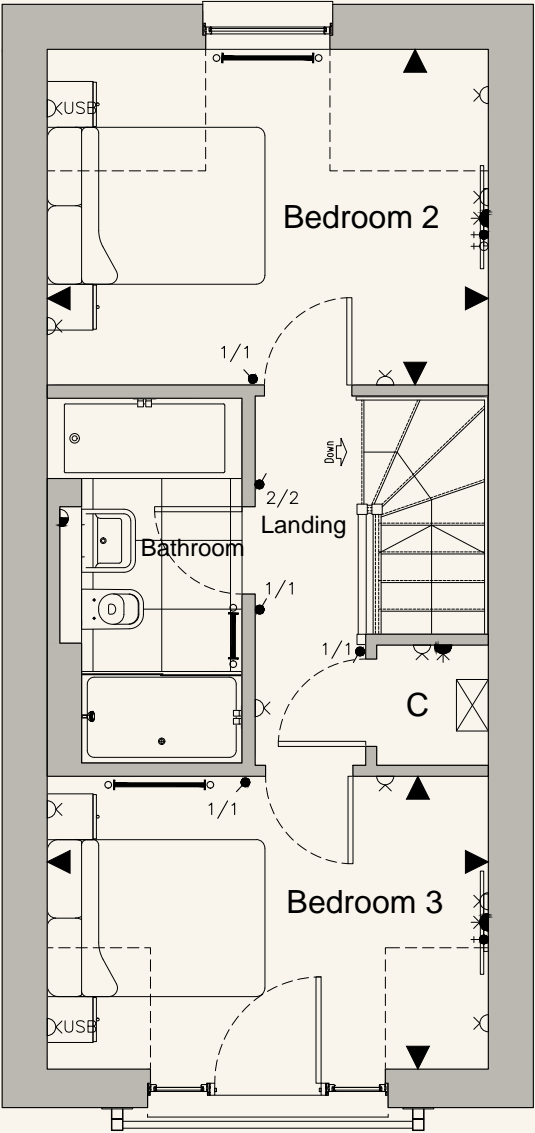 USB
Bedroom 2
1/1
Down
2/2
Landing
Bathroom
1/1
1/1
C
1/1
Bedroom 3
USB